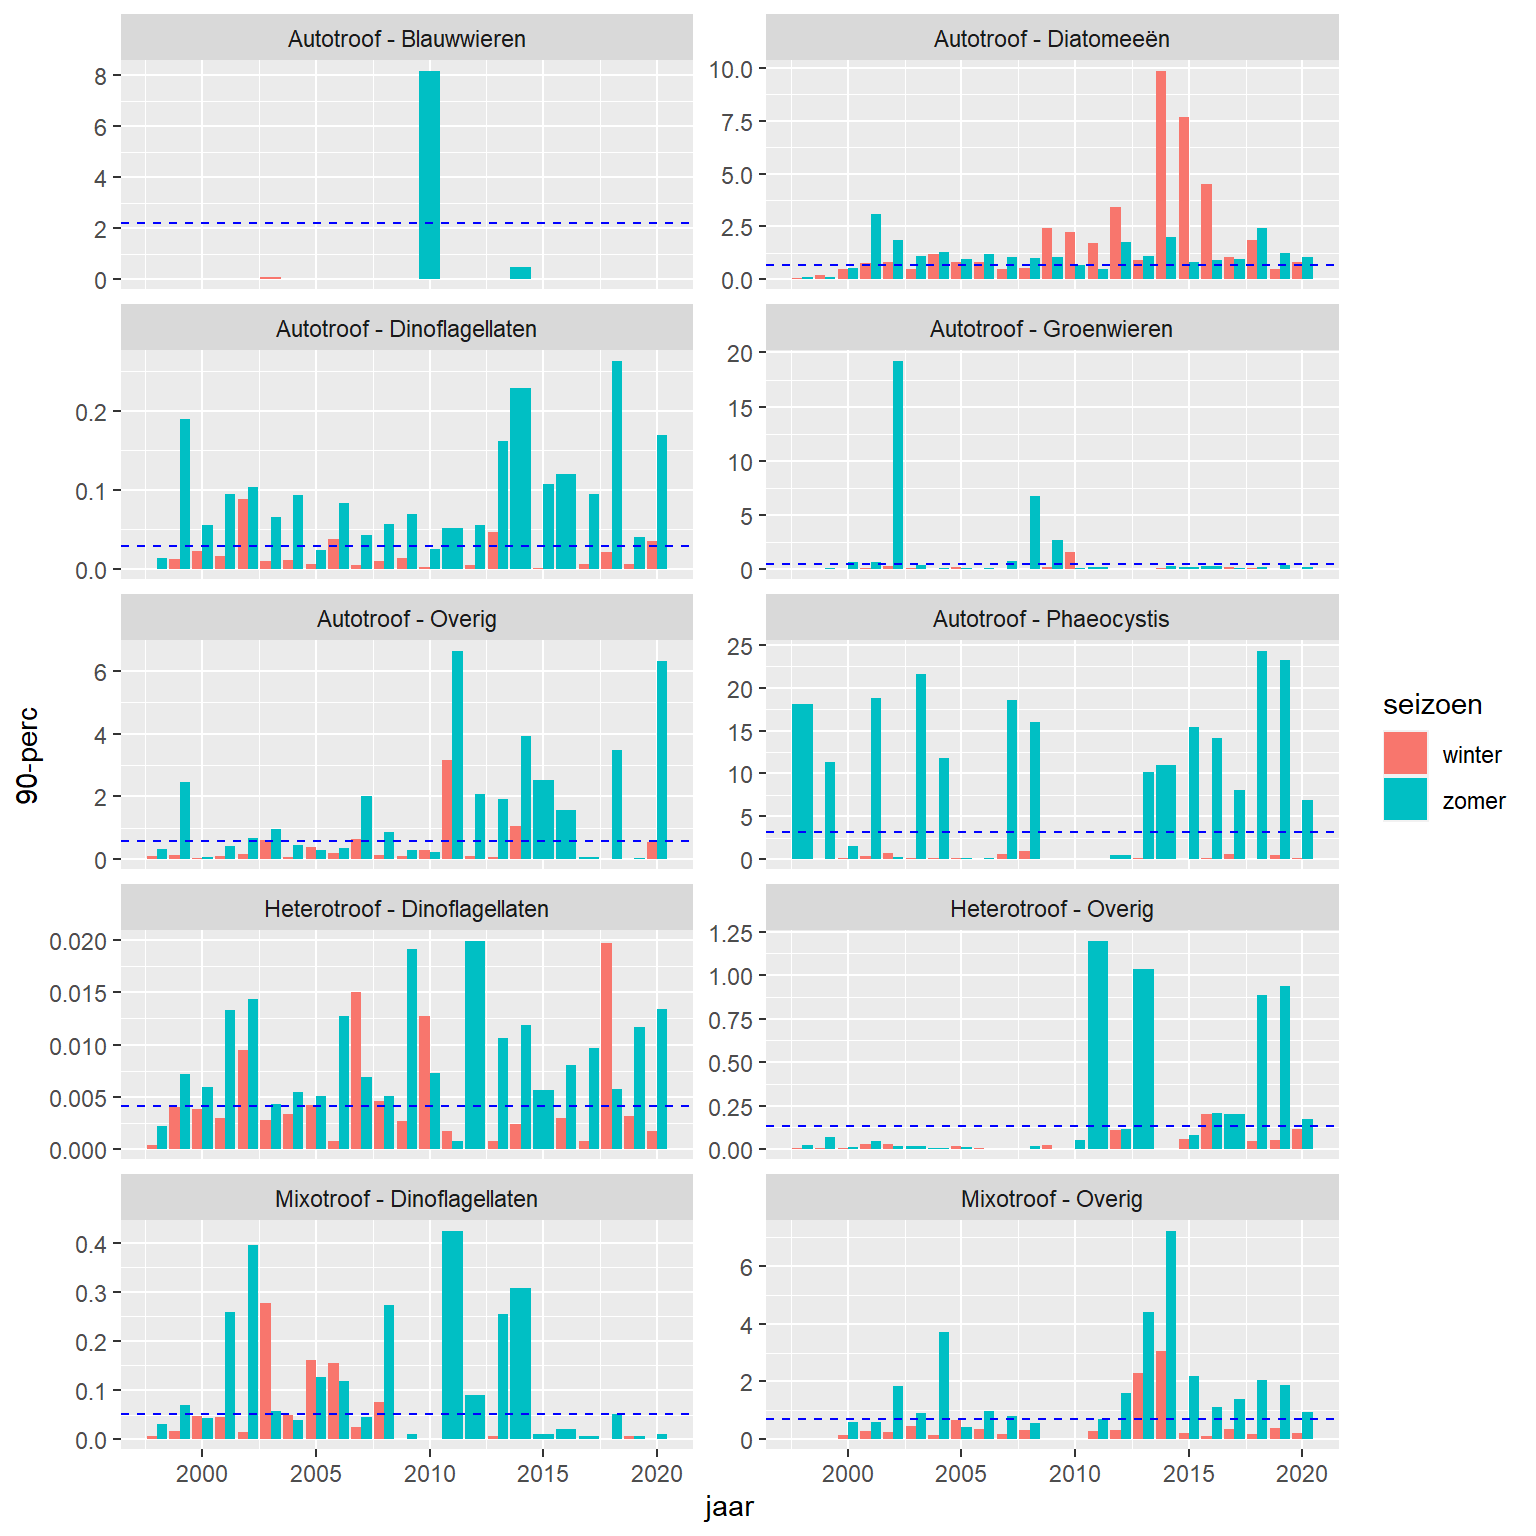 Autotroof - Blauwwieren
Autotroof - Diatomeeën
8
6
4
2
0
10.0
7.5
5.0
2.5
0.0
Autotroof - Dinoflagellaten
Autotroof - Groenwieren
0.2
0.1
0.0
20
15
10
5
0
Autotroof - Overig
Autotroof - Phaeocystis
6
4
2
0
25
20
15
10
5
0
Heterotroof - Dinoflagellaten
Heterotroof - Overig
0.020
0.015
0.010
0.005
0.000
1.25
1.00
0.75
0.50
0.25
0.00
Mixotroof - Dinoflagellaten
Mixotroof - Overig
0.4
0.3
0.2
0.1
0.0
6
4
2
0
2000 2005 2010 2015 2020
2000 2005 2010 2015 2020
jaar
90-perc
seizoen
winter
zomer